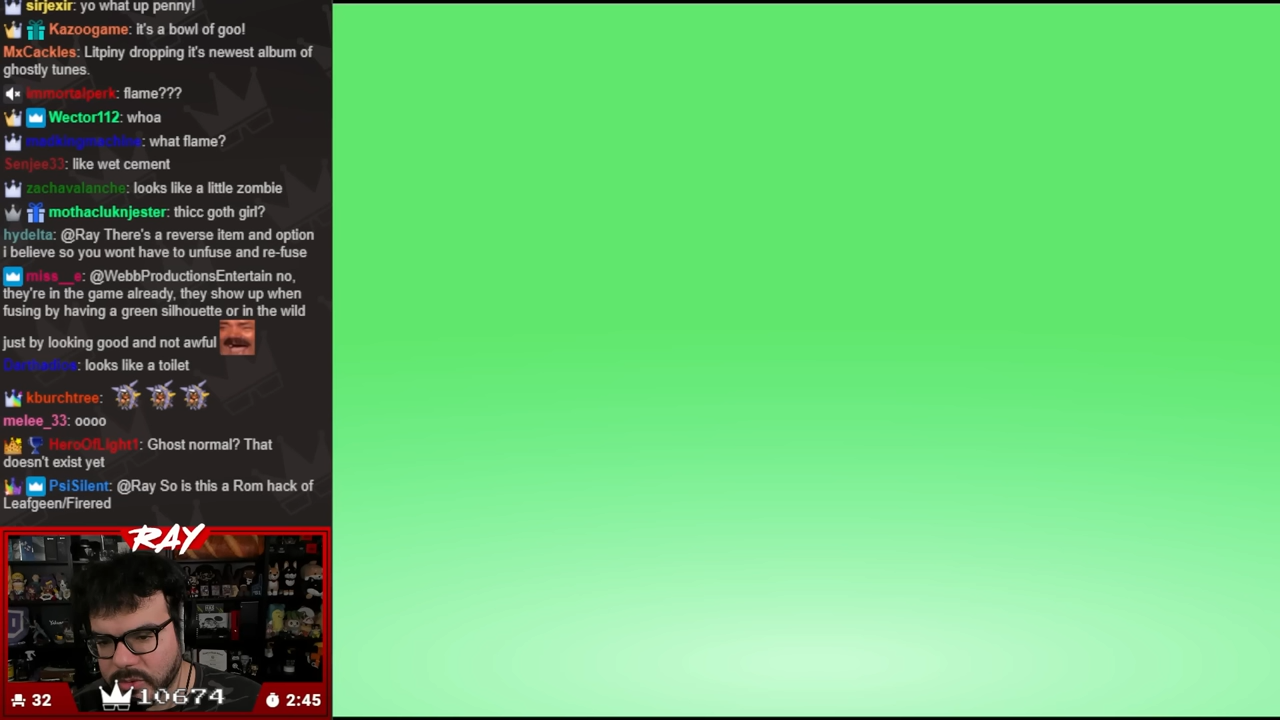 sirjexir: yo what up penny!
Kazoogame: it's a bowl of goo!
MxCackles: Litpiny dropping it's newest album of
ghostly tunes.
immortalperk: flame???
Wector112: whoa
: what flame?
Senjee33: like wet cement
zachavalanche: looks like a little zombie
mothacluknjester: thicc goth girl?
hydelta: @Ray There's a reverse item and option
i believe so you wont have to unfuse and re-fuse
miss__e: @WebbProductionsEntertain no,
they're in the game already, they show up when
fusing by having a green silhouette or in the wild
just by looking good and not awful
: looks like a toilet
kburchtree:
melee_33: oooo
HeroOfLight1: Ghost normal? That
doesn't exist yet
PsiSilent: @Ray So is this a Rom hack of
Leafgeen/Firered
RAY
32
10674
2:45